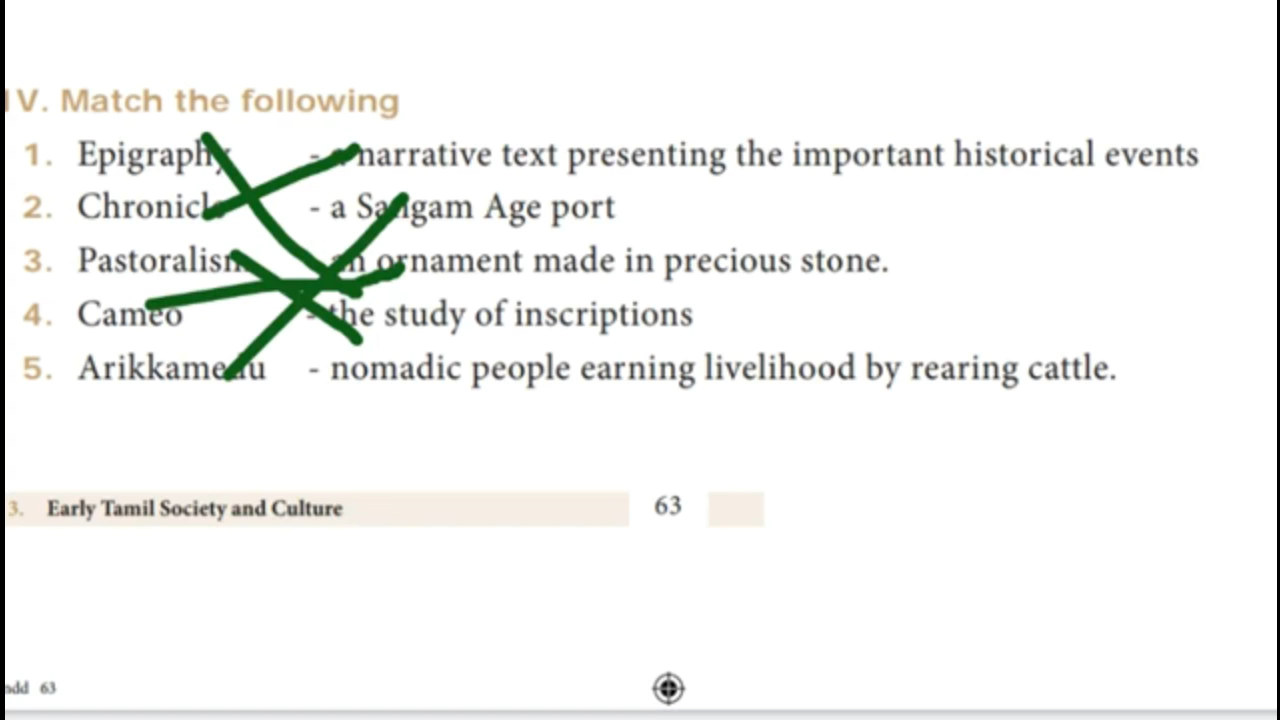 IV. Match the following
1. Epigraphy - a narrative text presenting the important historical events
2. Chronicle - a Sangam Age port
3. Pastoralism - an ornament made in precious stone.
4. Cameo - the study of inscriptions
5. Arikkamedu - nomadic people earning livelihood by rearing cattle.
3. Early Tamil Society and Culture 63
ndd 63